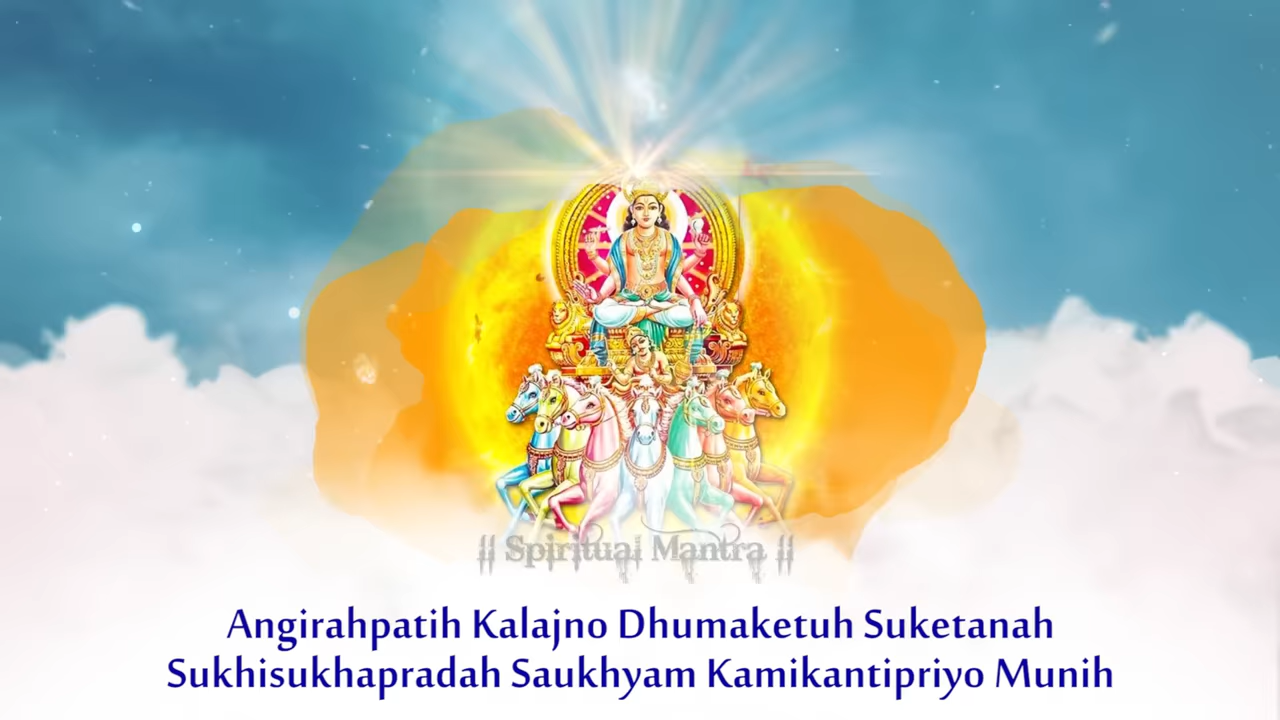 || Spiritual Mantra ||
Angirahpatih Kalajno Dhumaketuh Suketanah
Sukhisukhapradah Saukhyam Kamikantipriyo Munih